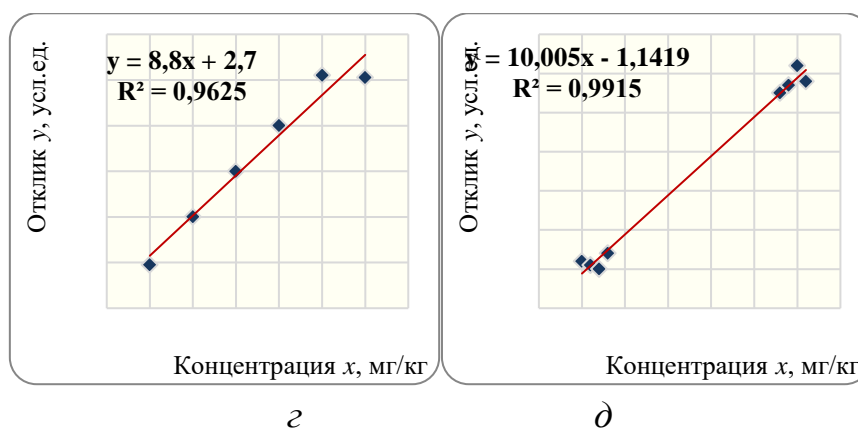 y = 8,8x + 2,7
R² = 0,9625
Отклик y, усл.ед.
Концентрация x, мг/кг
г
y = 10,005x - 1,1419
R² = 0,9915
Отклик y, усл.ед.
Концентрация x, мг/кг
д